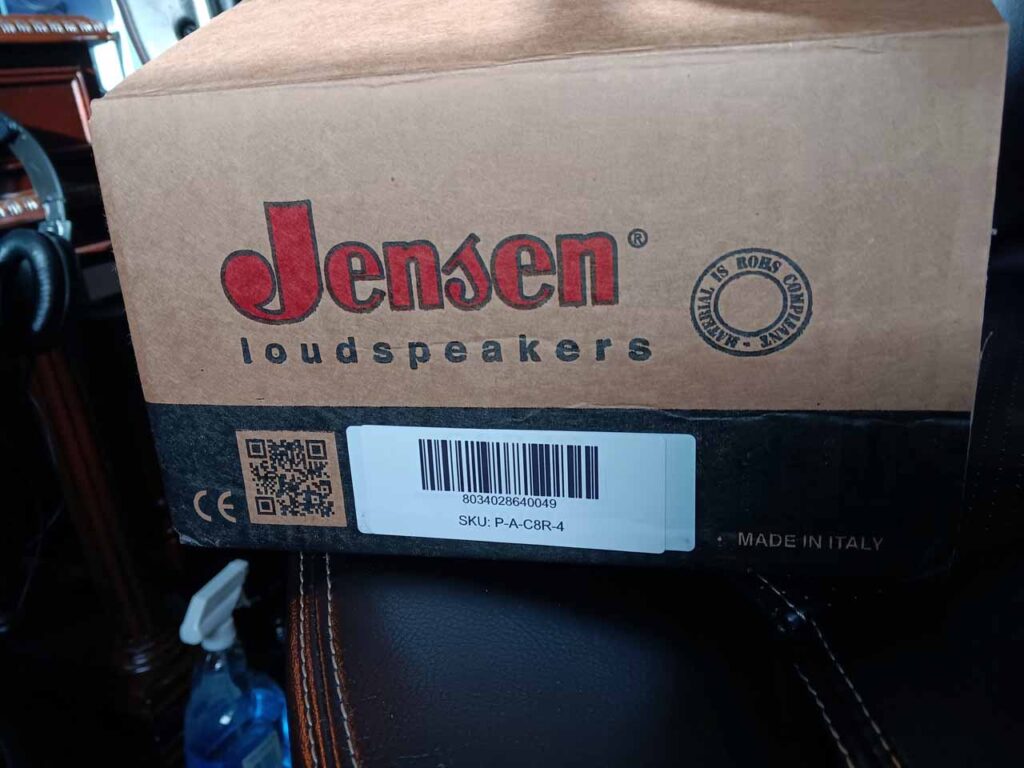 Jensen®
loudspeakers
MATERIAL IS ROHS COMPLIANT -
CE
8034028640049
SKU: P-A-C8R-4
MADE IN ITALY